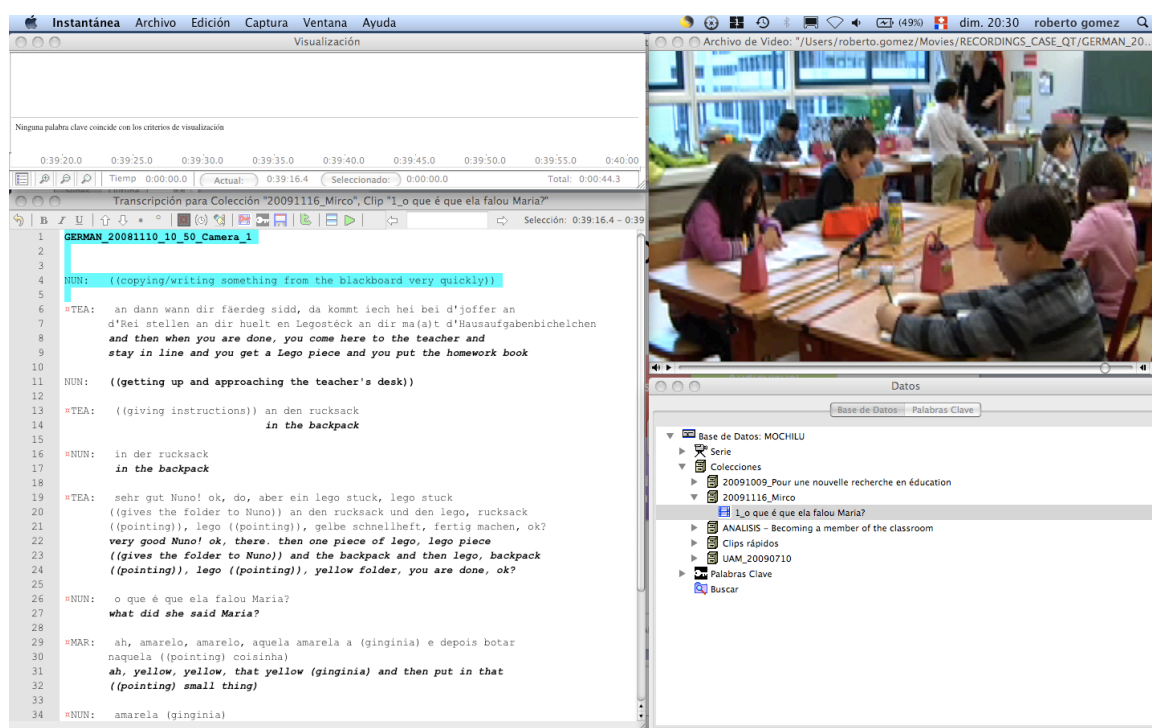 Instantánea Archivo Edición Captura Ventana Ayuda
(49%) dim. 20:30 roberto gomez
Visualización
Ninguna palabra clave coincide con los criterios de visualización
0:39:20.0 0:39:25.0 0:39:30.0 0:39:35.0 0:39:40.0 0:39:45.0 0:39:50.0 0:39:55.0 0:40:00
Tiemp 0:00:00.0 Actual: 0:39:16.4 Seleccionado: 0:00:00.0 Total: 0:00:44.3
Transcripción para Colección "20091116_Mirco", Clip "1_o que é que ela falou Maria?"
B I U Selección: 0:39:16.4 – 0:39
1 GERMAN_20081110_10_50_Camera_1
2
3
4 NUN: ((copying/writing something from the blackboard very quickly))
5
6 ¤TEA: an dann wann dir fäerdeg sidd, da kommt iech hei bei d'joffer an
7 d'Rei stellen an dir huelt en Legostéck an dir ma(a)t d'Hausaufgabenbichelchen
8 and then when you are done, you come here to the teacher and
9 stay in line and you get a Lego piece and you put the homework book
10
11 NUN: ((getting up and approaching the teacher's desk))
12
13 ¤TEA: ((giving instructions)) an den rucksack
14 in the backpack
15
16 ¤NUN: in der rucksack
17 in the backpack
18
19 ¤TEA: sehr gut Nuno! ok, do, aber ein lego stuck, lego stuck
20 ((gives the folder to Nuno)) an den rucksack und den lego, rucksack
21 ((pointing)), lego ((pointing)), gelbe schnellheft, fertig machen, ok?
22 very good Nuno! ok, there. then one piece of lego, lego piece
23 ((gives the folder to Nuno)) and the backpack and then lego, backpack
24 ((pointing)), lego ((pointing)), yellow folder, you are done, ok?
25
26 ¤NUN: o que é que ela falou Maria?
27 what did she said Maria?
28
29 ¤MAR: ah, amarelo, amarelo, aquela amarela a (ginginia) e depois botar
30 naquela ((pointing) coisinha)
31 ah, yellow, yellow, that yellow (ginginia) and then put in that
32 ((pointing) small thing)
33
34 ¤NUN: amarela (ginginia)
Archivo de Video: "/Users/roberto.gomez/Movies/RECORDINGS_CASE_QT/GERMAN_20...
Datos
Base de Datos Palabras Clave
Base de Datos: MOCHILU
Serie
Colecciones
20091009_Pour une nouvelle recherche en éducation
20091116_Mirco
1_o que é que ela falou Maria?
ANALISIS – Becoming a member of the classroom
Clips rápidos
UAM_20090710
Palabras Clave
Buscar